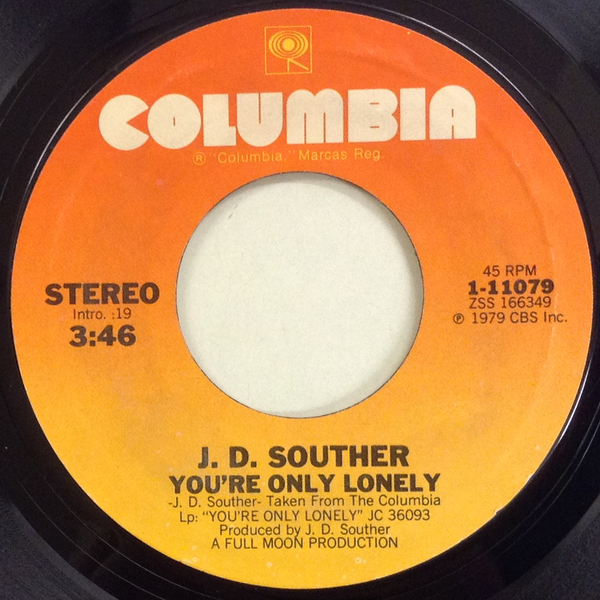 COLUMBIA
® "Columbia," Marcas Reg.
STEREO
Intro. :19
3:46
45 RPM
1-11079
ZSS 166349
℗ 1979 CBS Inc.
J. D. SOUTHER
YOU'RE ONLY LONELY
-J. D. Souther- Taken From The Columbia
Lp: "YOU'RE ONLY LONELY" JC 36093
Produced by J. D. Souther
A FULL MOON PRODUCTION